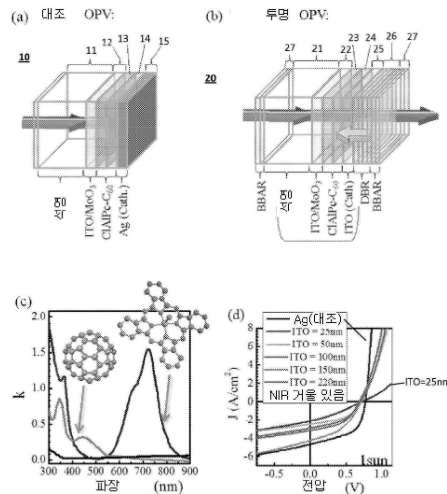 (a) 대조 OPV:
10
11 12 13 14 15
석영
ITO/MoO₃
ClAlPc-C₆₀
Ag (Cath.)
(b) 투명 OPV:
20
27 21 22 23 24 25 26 27
BBAR
석영
ITO/MoO₃
ClAlPc-C₆₀
ITO (Cath)
DBR
BBAR
(c)
k
2.0
1.5
1.0
0.5
0.0
300 400 500 600 700 800 900
파장 (nm)
(d)
J (A/cm²)
8
6
4
2
0
-2
-4
-6
-8
Ag(대조)
ITO = 25nm
ITO = 50nm
ITO = 100nm
ITO = 150nm
ITO = 220nm
NIR 거울 있음
ITO=25nm
1sun
0.0 0.6 1.2
전압 (V)